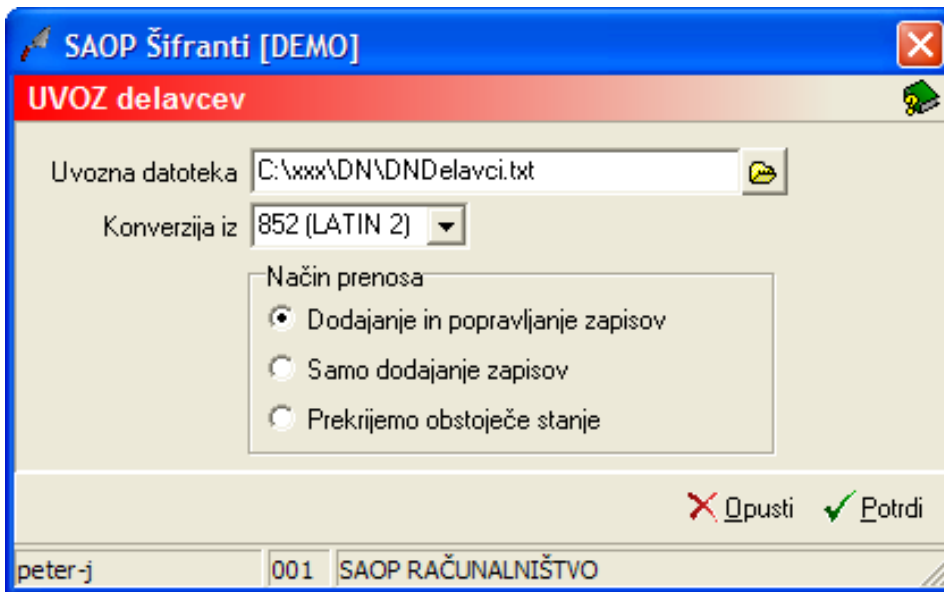 SAOP Šifranti [DEMO]
UVOZ delavcev
Uvozna datoteka C:\xxx\DN\DNDelavci.txt
Konverzija iz 852 (LATIN 2)
Način prenosa
Dodajanje in popravljanje zapisov
Samo dodajanje zapisov
Prekrijemo obstoječe stanje
Opusti Potrdi
peter-j 001 SAOP RAČUNALNIŠTVO